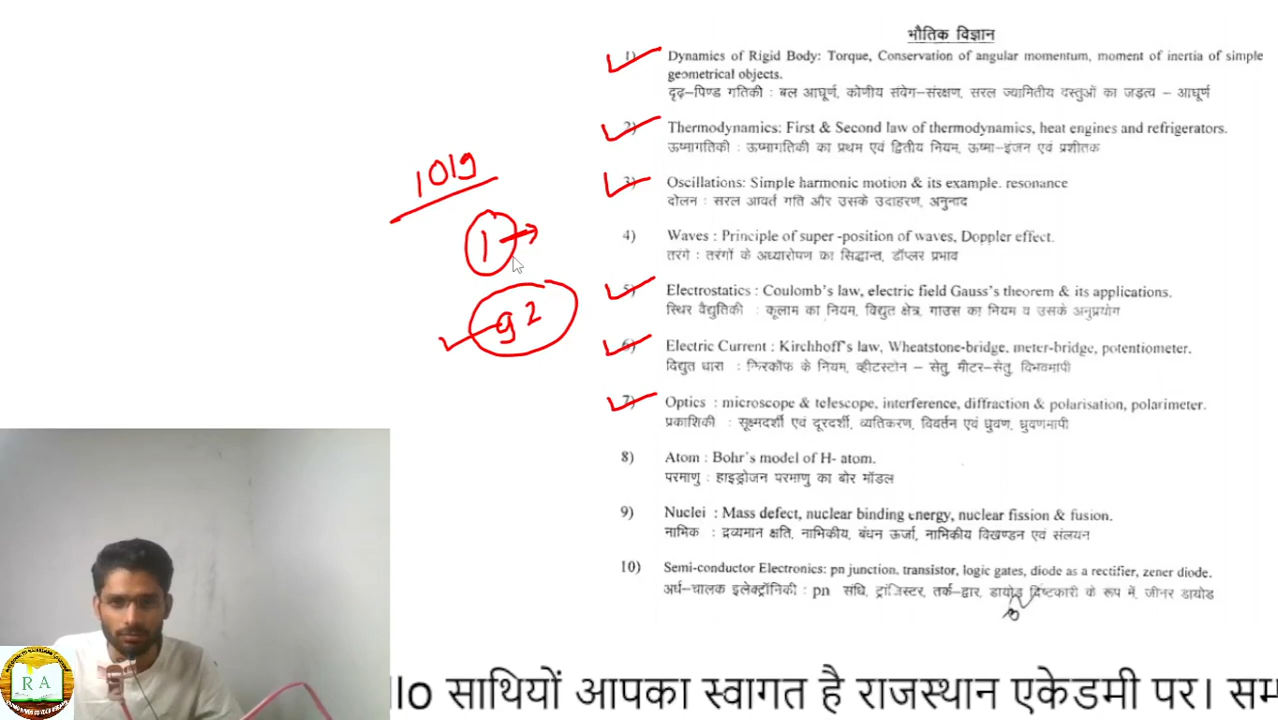 भौतिक विज्ञान
1) Dynamics of Rigid Body: Torque, Conservation of angular momentum, moment of inertia of simple
geometrical objects.
दृढ़-पिण्ड गतिकी : बल आघूर्ण, कोणीय संवेग-संरक्षण, सरल ज्यामितीय वस्तुओं का जड़त्व - आघूर्ण
2) Thermodynamics: First & Second law of thermodynamics, heat engines and refrigerators.
ऊष्मागतिकी : ऊष्मागतिकी का प्रथम एवं द्वितीय नियम, ऊष्मा-इंजन एवं प्रशीतक
1019
3) Oscillations: Simple harmonic motion & its example. resonance
दोलन : सरल आवर्त गति और उसके उदाहरण, अनुनाद
1
4) Waves : Principle of super -position of waves, Doppler effect.
तरंगे : तरंगों के अध्यारोपण का सिद्धान्त, डॉप्लर प्रभाव
92
5) Electrostatics : Coulomb's law, electric field Gauss's theorem & its applications.
स्थिर वैद्युतिकी : कूलाम का नियम, विद्युत क्षेत्र, गाउस का नियम व उसके अनुप्रयोग
6) Electric Current : Kirchhoff's law, Wheatstone-bridge, meter-bridge, potentiometer.
विद्युत धारा : किरकॉफ के नियम, व्हीटस्टोन - सेतु, मीटर-सेतु, विभवमापी
7) Optics : microscope & telescope, interference, diffraction & polarisation, polarimeter.
प्रकाशिकी : सूक्ष्मदर्शी एवं दूरदर्शी, व्यतिकरण, विवर्तन एवं ध्रुवण, ध्रुवणमापी
8) Atom : Bohr's model of H- atom.
परमाणु : हाइड्रोजन परमाणु का बोर मॉडल
9) Nuclei : Mass defect, nuclear binding energy, nuclear fission & fusion.
नाभिक : द्रव्यमान क्षति, नाभिकीय, बंधन ऊर्जा, नाभिकीय विखण्डन एवं संलयन
10) Semi-conductor Electronics: pn junction, transistor, logic gates, diode as a rectifier, zener diode.
अर्ध-चालक इलेक्ट्रॉनिकी : pn संधि, ट्रांजिस्टर, तर्क-द्वार, डायोड दिष्टकारी के रूप में, जीनर डायोड
R A
llo साथियों आपका स्वागत है राजस्थान एकेडमी पर। सम